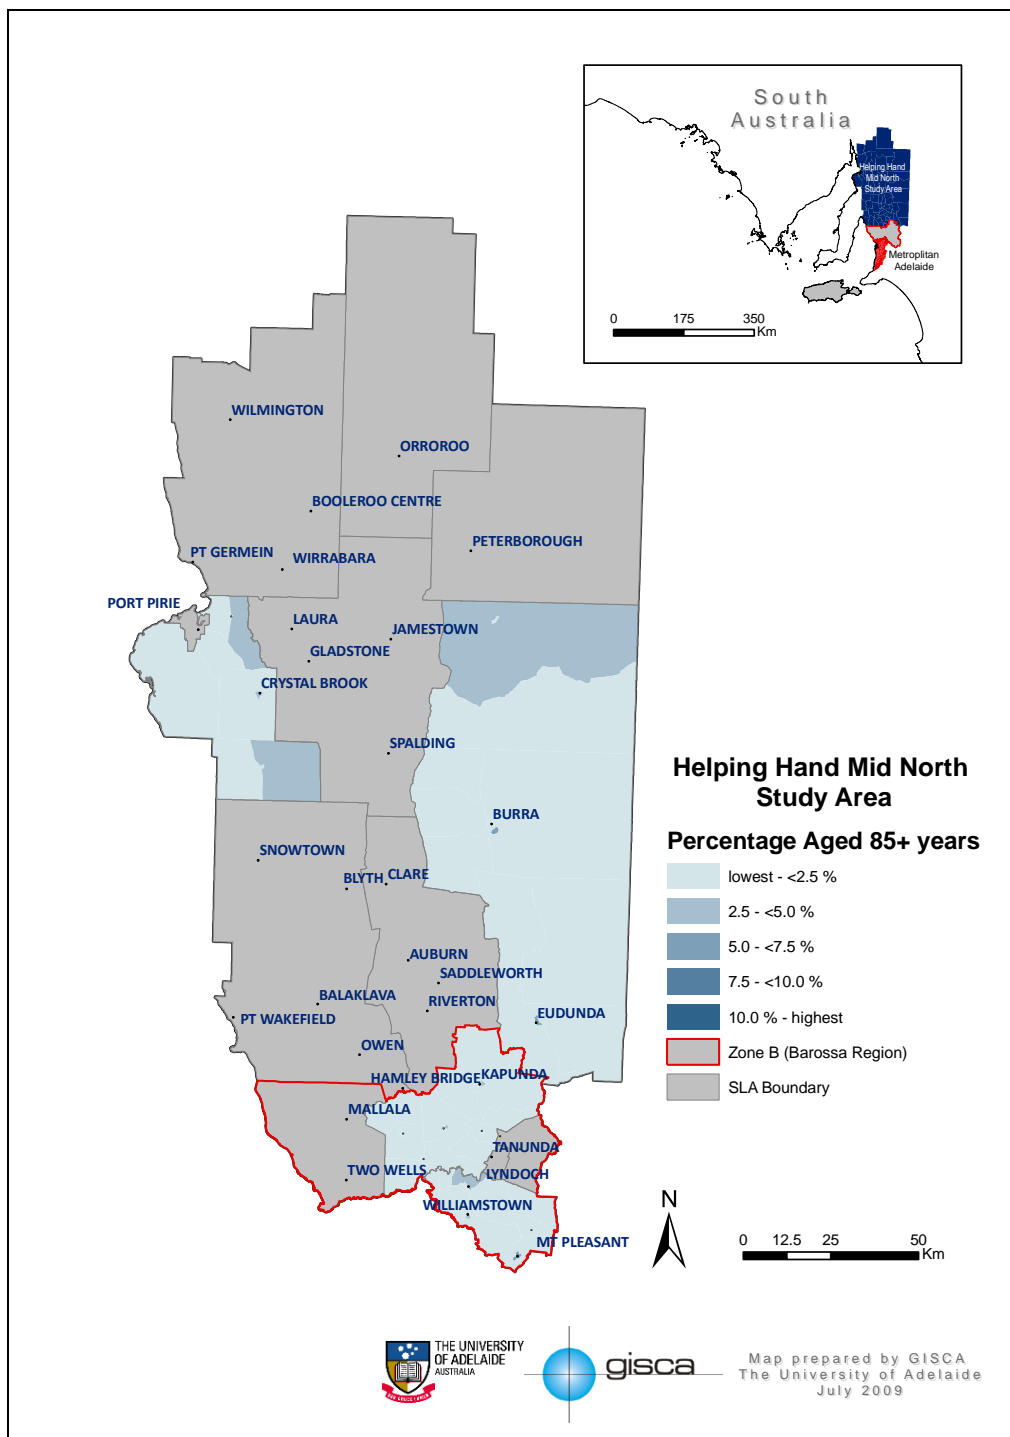 South
Australia
Helping Hand
Mid North
Study Area
Metroplitan
Adelaide
0 175 350
Km
WILMINGTON
ORROROO
BOOLEROO CENTRE
PETERBOROUGH
PT GERMEIN
WIRRABARA
PORT PIRIE
LAURA
JAMESTOWN
GLADSTONE
CRYSTAL BROOK
SPALDING
BURRA
SNOWTOWN
BLYTH
CLARE
AUBURN
SADDLEWORTH
BALAKLAVA
RIVERTON
PT WAKEFIELD
EUDUNDA
OWEN
HAMLEY BRIDGE
KAPUNDA
MALLALA
TANUNDA
TWO WELLS
LYNDOCH
WILLIAMSTOWN
MT PLEASANT
Helping Hand Mid North
Study Area
Percentage Aged 85+ years
lowest - <2.5 %
2.5 - <5.0 %
5.0 - <7.5 %
7.5 - <10.0 %
10.0 % - highest
Zone B (Barossa Region)
SLA Boundary
N
0 12.5 25 50
Km
THE UNIVERSITY
OF ADELAIDE
AUSTRALIA
gisca
Map prepared by GISCA
The University of Adelaide
July 2009